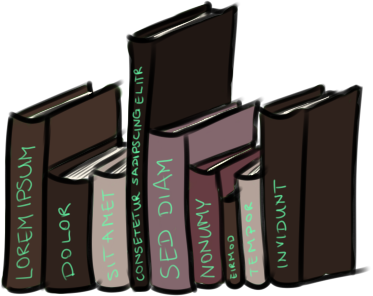 LOREM IPSUM
DOLOR
SIT AMET
CONSETETUR SADIPSCING ELITR
SED DIAM
NONUMY
EIRMOD
TEMPOR
INVIDUNT